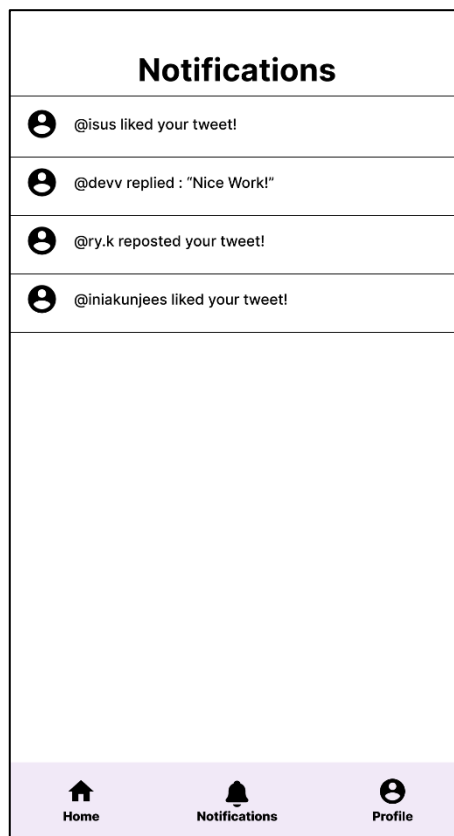 Notifications
@isus liked your tweet!
@devv replied : “Nice Work!”
@ry.k reposted your tweet!
@iniakunjees liked your tweet!
Home
Notifications
Profile